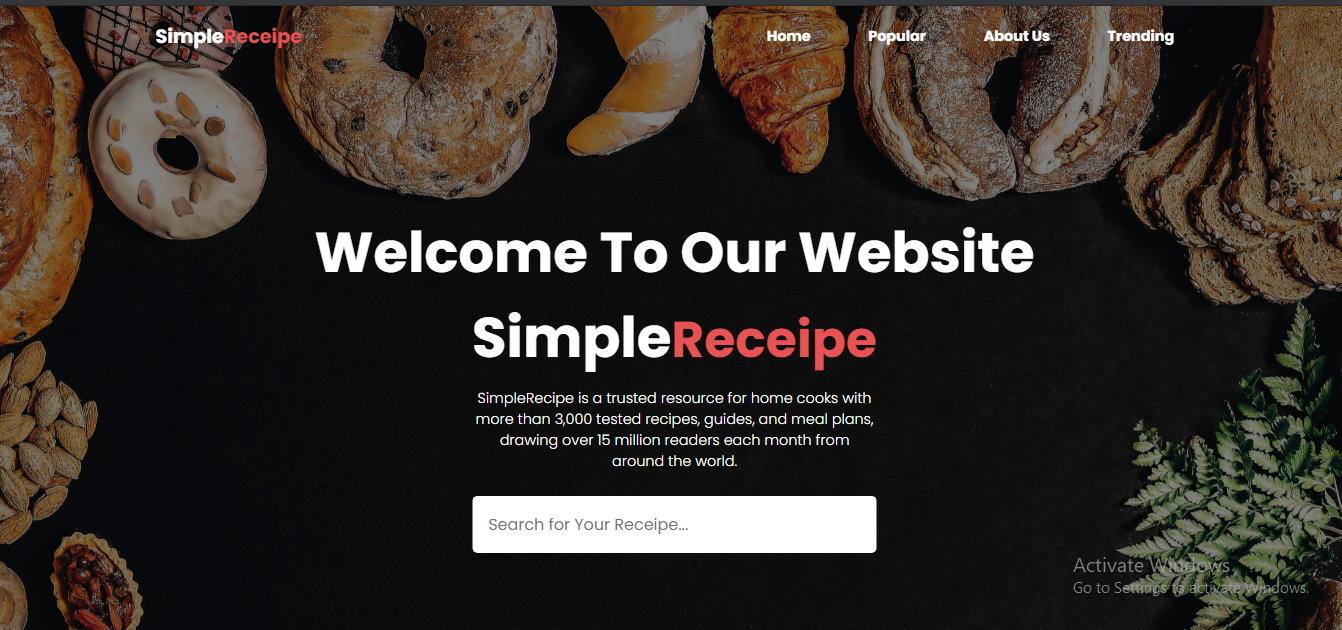 SimpleReceipe
Home Popular About Us Trending
Welcome To Our Website
SimpleReceipe
SimpleRecipe is a trusted resource for home cooks with
more than 3,000 tested recipes, guides, and meal plans,
drawing over 15 million readers each month from
around the world.
Search for Your Receipe...
Activate Windows
Go to Settings to activate Windows.